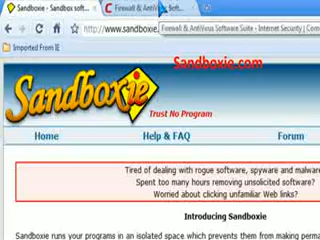 Sandboxie - Sandbox soft...
Firewall & AntiVirus Soft...
http://www.sandboxie
Firewall & AntiVirus Software Suite - Internet Security | Com
Imported From IE
Sandboxie.com
Sandboxie
Trust No Program
Home Help & FAQ Forum
Tired of dealing with rogue software, spyware and malware
Spent too many hours removing unsolicited software?
Worried about clicking unfamiliar Web links?
Introducing Sandboxie
Sandboxie runs your programs in an isolated space which prevents them from making perma